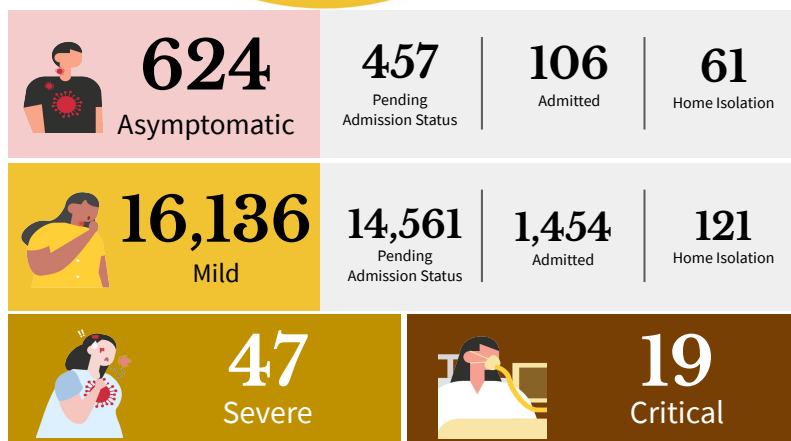 624
Asymptomatic
457
Pending
Admission Status
106
Admitted
61
Home Isolation
16,136
Mild
14,561
Pending
Admission Status
1,454
Admitted
121
Home Isolation
!!
47
Severe
19
Critical